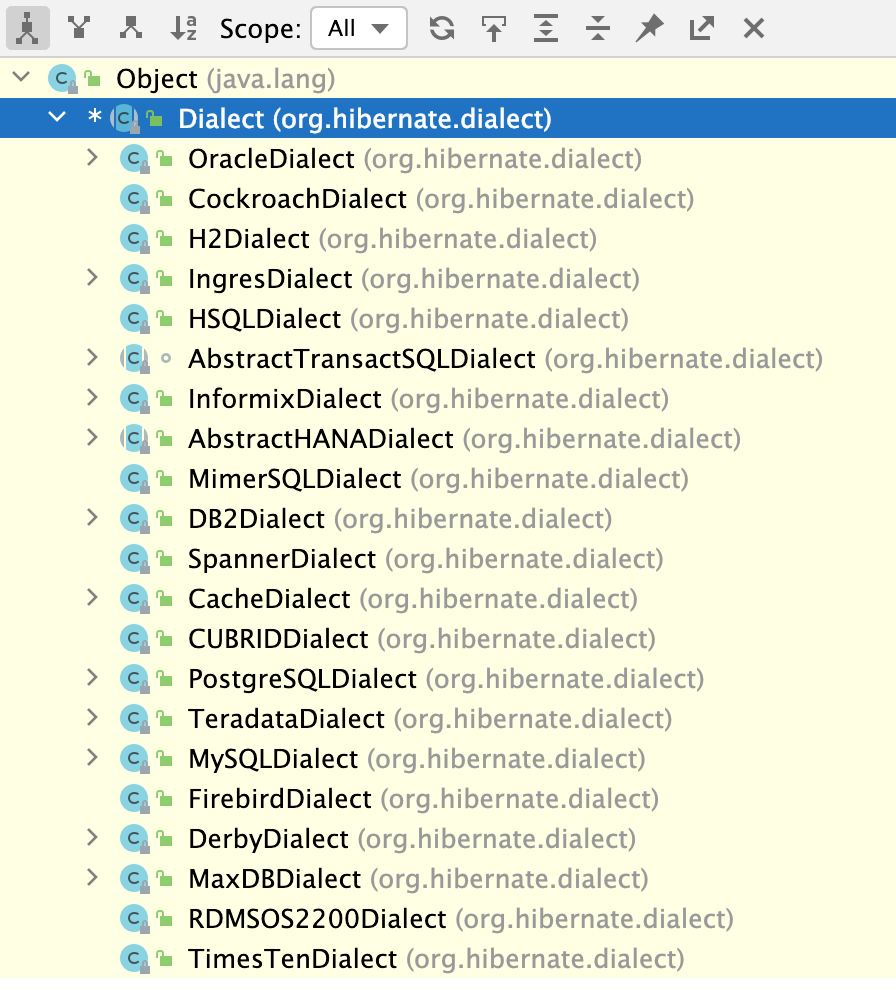 Scope: All
Object (java.lang)
* Dialect (org.hibernate.dialect)
OracleDialect (org.hibernate.dialect)
CockroachDialect (org.hibernate.dialect)
H2Dialect (org.hibernate.dialect)
IngresDialect (org.hibernate.dialect)
HSQLDialect (org.hibernate.dialect)
AbstractTransactSQLDialect (org.hibernate.dialect)
InformixDialect (org.hibernate.dialect)
AbstractHANADialect (org.hibernate.dialect)
MimerSQLDialect (org.hibernate.dialect)
DB2Dialect (org.hibernate.dialect)
SpannerDialect (org.hibernate.dialect)
CacheDialect (org.hibernate.dialect)
CUBRIDDialect (org.hibernate.dialect)
PostgreSQLDialect (org.hibernate.dialect)
TeradataDialect (org.hibernate.dialect)
MySQLDialect (org.hibernate.dialect)
FirebirdDialect (org.hibernate.dialect)
DerbyDialect (org.hibernate.dialect)
MaxDBDialect (org.hibernate.dialect)
RDMSOS2200Dialect (org.hibernate.dialect)
TimesTenDialect (org.hibernate.dialect)